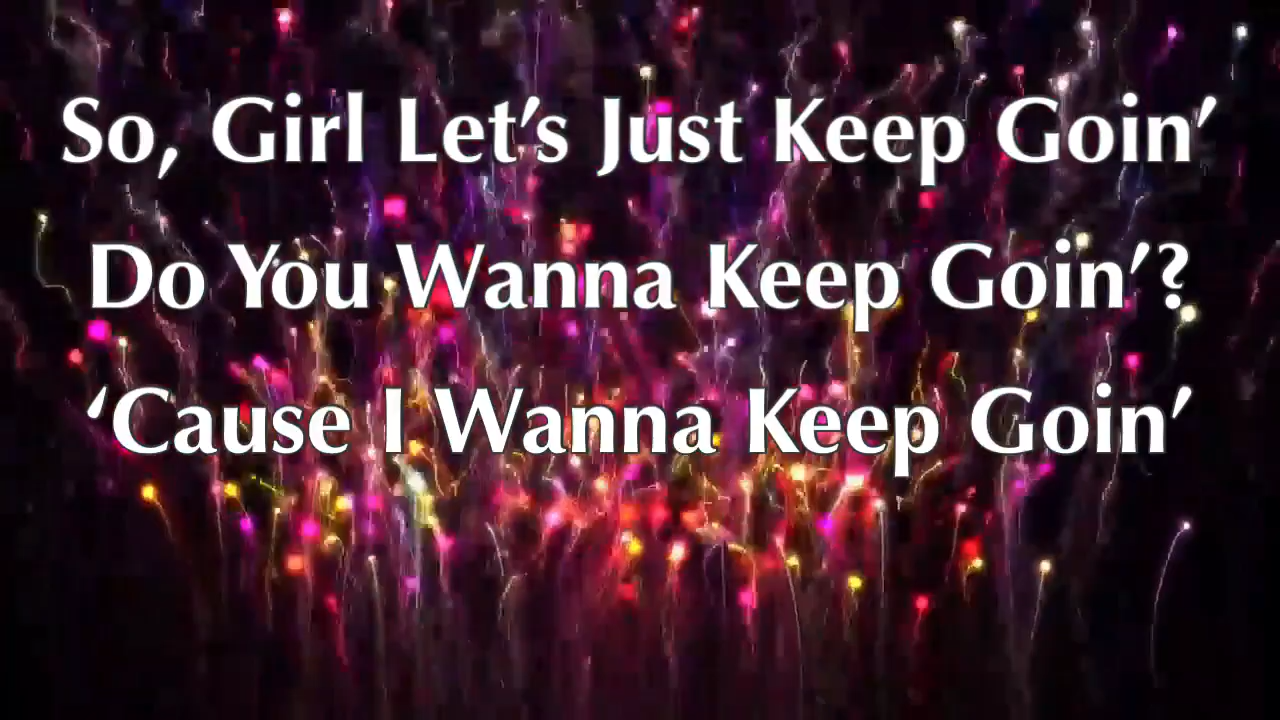 So, Girl Let’s Just Keep Goin’
Do You Wanna Keep Goin’?
‘Cause I Wanna Keep Goin’